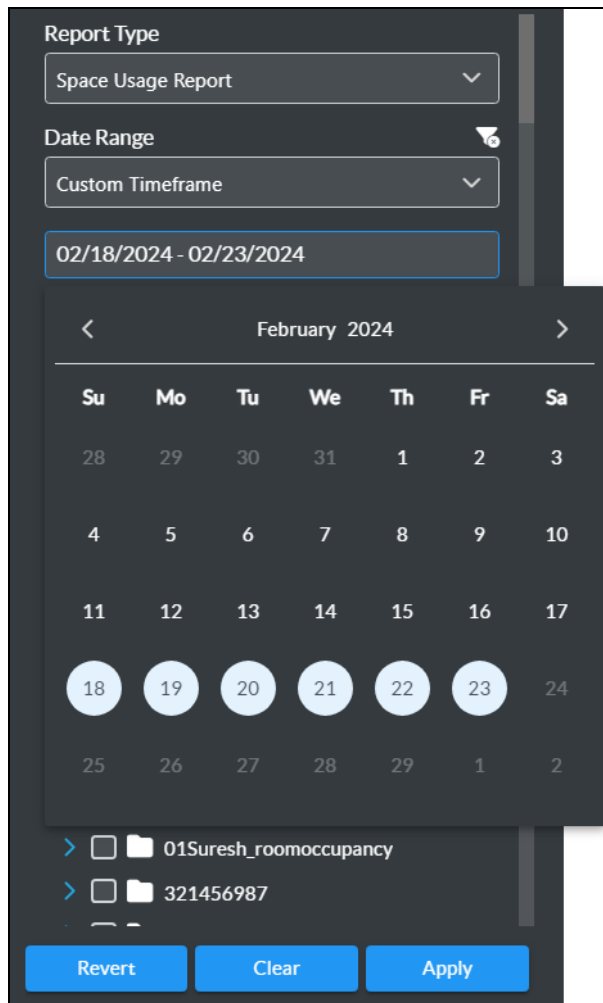 Report Type
Space Usage Report
Date Range
Custom Timeframe
02/18/2024 - 02/23/2024
February 2024
Su Mo Tu We Th Fr Sa
28 29 30 31 1 2 3
4 5 6 7 8 9 10
11 12 13 14 15 16 17
18 19 20 21 22 23 24
25 26 27 28 29 1 2
01Suresh_roomoccupancy
321456987
Revert Clear Apply